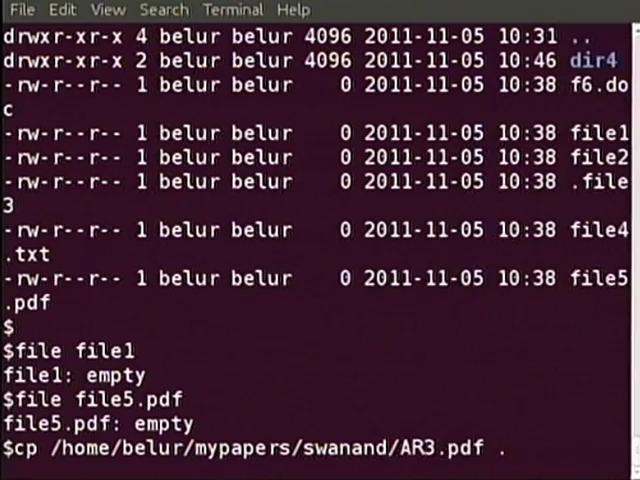 File Edit View Search Terminal Help
drwxr-xr-x 4 belur belur 4096 2011-11-05 10:31 ..
drwxr-xr-x 2 belur belur 4096 2011-11-05 10:46 dir4
-rw-r--r-- 1 belur belur    0 2011-11-05 10:38 f6.do
c
-rw-r--r-- 1 belur belur    0 2011-11-05 10:38 file1
-rw-r--r-- 1 belur belur    0 2011-11-05 10:38 file2
-rw-r--r-- 1 belur belur    0 2011-11-05 10:38 .file
3
-rw-r--r-- 1 belur belur    0 2011-11-05 10:38 file4
.txt
-rw-r--r-- 1 belur belur    0 2011-11-05 10:38 file5
.pdf
$
$file file1
file1: empty
$file file5.pdf
file5.pdf: empty
$cp /home/belur/mypapers/swanand/AR3.pdf .